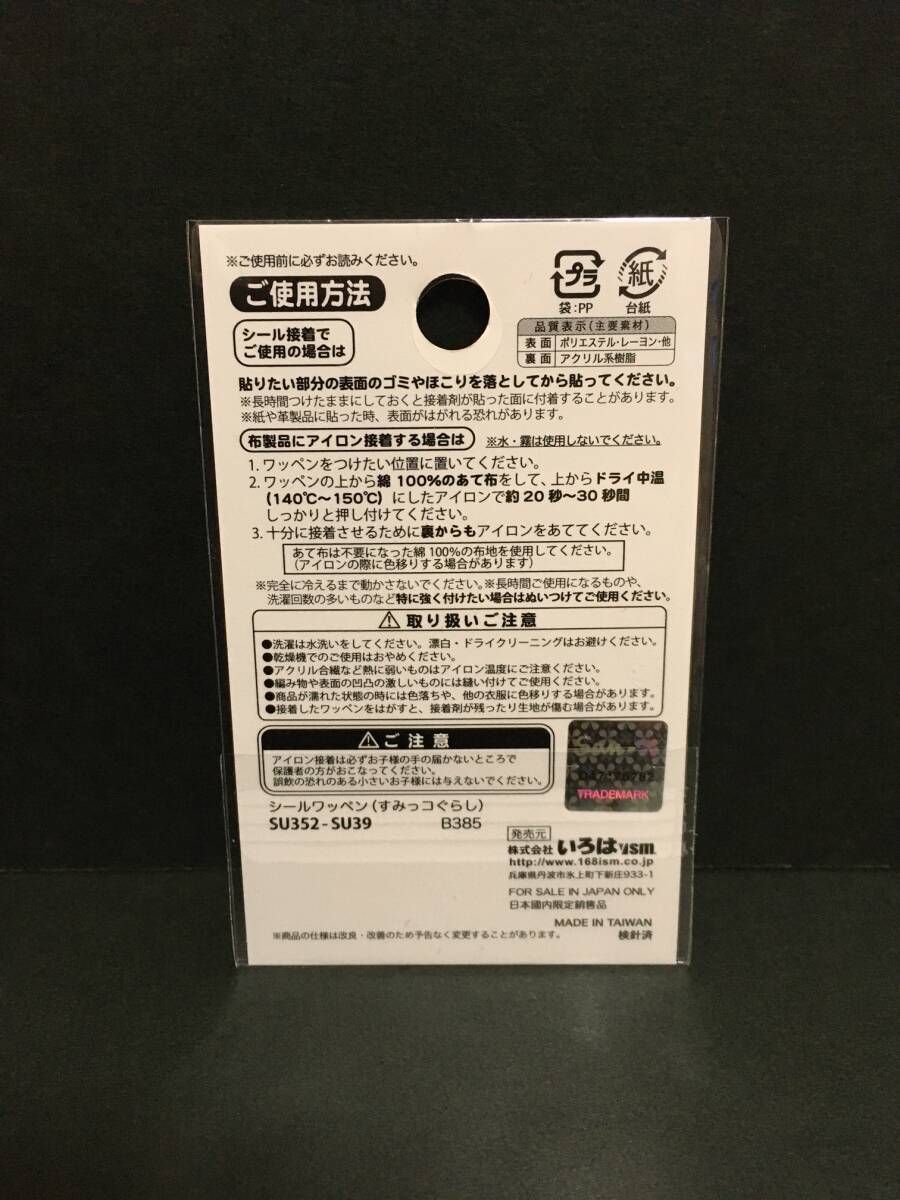 ※ご使用前に必ずお読みください。
ご使用方法
プラ
袋:PP
紙
台紙
シール接着で
ご使用の場合は
品質表示(主要素材)
表面 ポリエステル・レーヨン・他
裏面 アクリル系樹脂
貼りたい部分の表面のゴミやほこりを落としてから貼ってください。
※長時間つけたままにしておくと接着剤が貼った面に付着することがあります。
※紙や革製品に貼った時、表面がはがれる恐れがあります。
布製品にアイロン接着する場合は ※水・霧は使用しないでください。
1. ワッペンをつけたい位置に置いてください。
2. ワッペンの上から綿 100%のあて布をして、上からドライ中温
(140℃～150℃) にしたアイロンで約 20 秒～30 秒間
しっかりと押し付けてください。
3. 十分に接着させるために裏からもアイロンをあててください。
あて布は不要になった綿 100%の布地を使用してください。
(アイロンの際に色移りする場合があります)
※完全に冷えるまで動かさないでください。※長時間ご使用になるものや、
洗濯回数の多いものなど特に強く付けたい場合はぬいつけてご使用ください。
⚠ 取り扱いご注意
●洗濯は水洗いをしてください。漂白・ドライクリーニングはお避けください。
●乾燥機でのご使用はおやめください。
●アクリル合繊など熱に弱いものはアイロン温度にご注意ください。
●編み物や表面の凹凸の激しいものには縫い付けてご使用ください。
●商品が濡れた状態の時には色落ちや、他の衣服に色移りする場合があります。
●接着したワッペンをはがすと、接着剤が残ったり生地が傷む場合があります。
⚠ ご注意
アイロン接着は必ずお子様の手の届かないところで
保護者の方がおこなってください。
誤飲の恐れのある小さいお子様には与えないでください。
San-X
TRADEMARK
シールワッペン(すみっコぐらし)
SU352-SU39 B385
発売元
株式会社 いろはism
http://www.168ism.co.jp
兵庫県丹波市氷上町下新庄933-1
FOR SALE IN JAPAN ONLY
日本國内限定銷售品
MADE IN TAIWAN
※商品の仕様は改良・改善のため予告なく変更することがあります。 検針済